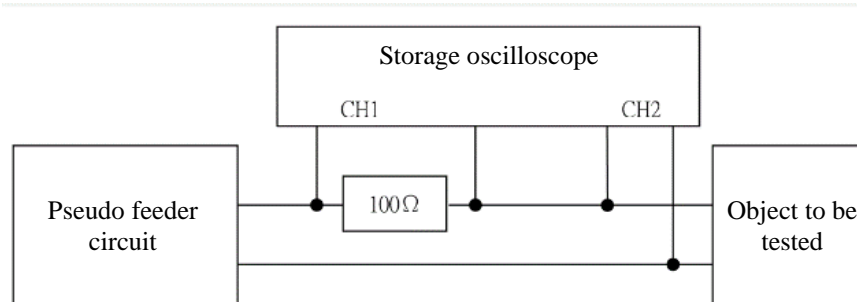 Storage oscilloscope
CH1
CH2
Pseudo feeder
circuit
100Ω
Object to be
tested